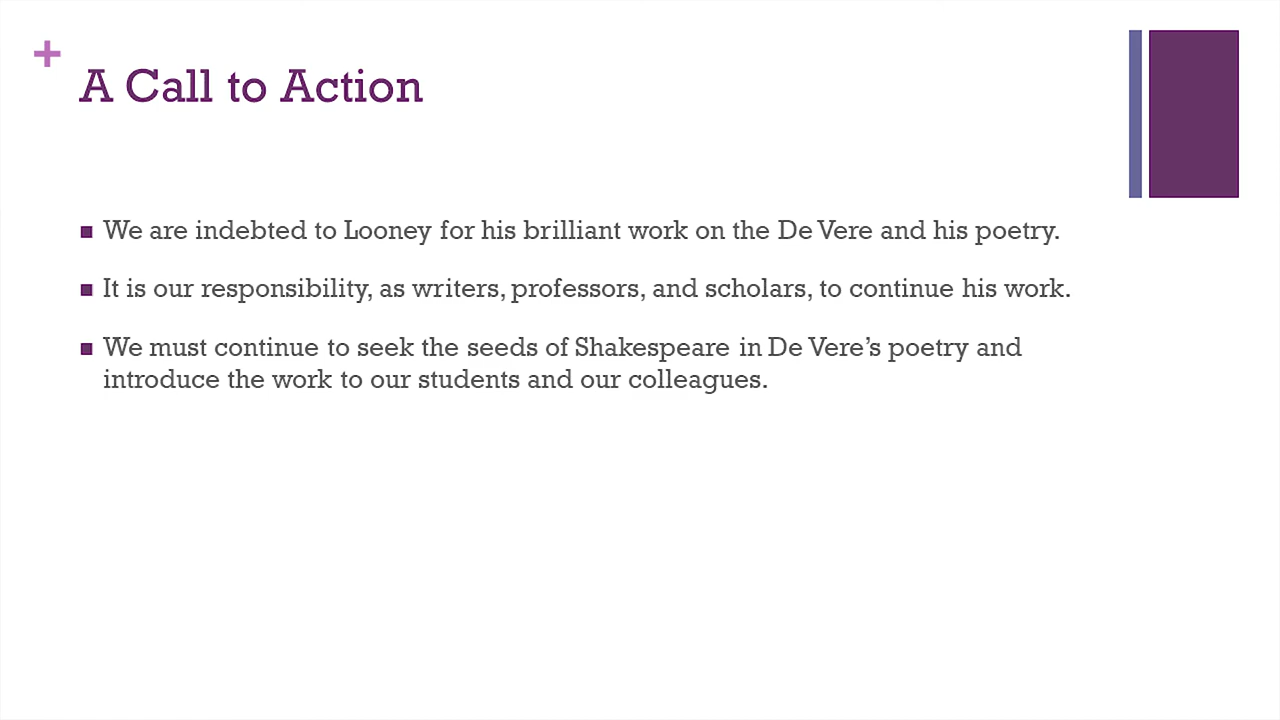 +
A Call to Action
■ We are indebted to Looney for his brilliant work on the De Vere and his poetry.
■ It is our responsibility, as writers, professors, and scholars, to continue his work.
■ We must continue to seek the seeds of Shakespeare in De Vere’s poetry and
introduce the work to our students and our colleagues.